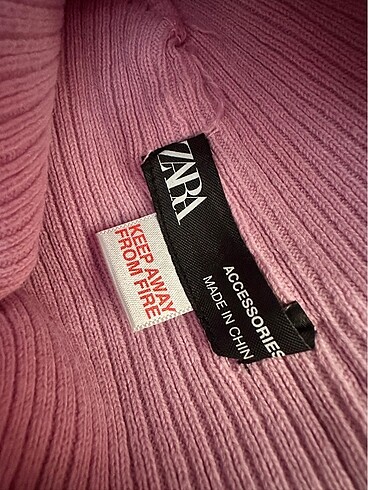 ZARA
ACCESSORIES
MADE IN CHIN
KEEP AWAY
FROM FIRE